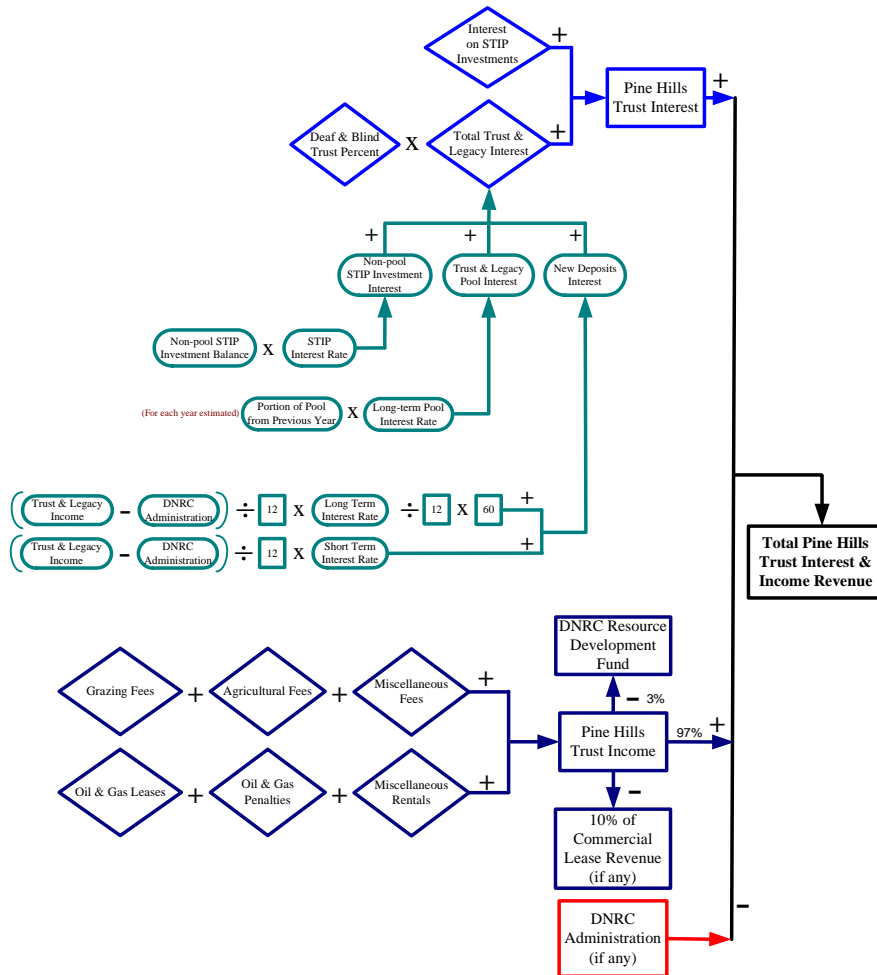 Interest
on STIP
Investments
+
Pine Hills
Trust Interest
+
Deaf & Blind
Trust Percent
X
Total Trust &
Legacy Interest
+
+
+
+
Non-pool
STIP Investment
Interest
Trust & Legacy
Pool Interest
New Deposits
Interest
Non-pool STIP
Investment Balance
X
STIP
Interest Rate
(For each year estimated)
Portion of Pool
from Previous Year
X
Long-term Pool
Interest Rate
( Trust & Legacy
Income
-
DNRC
Administration )
÷
12
X
Long Term
Interest Rate
÷
12
X
60
+
( Trust & Legacy
Income
-
DNRC
Administration )
÷
12
X
Short Term
Interest Rate
+
Total Pine Hills
Trust Interest &
Income Revenue
DNRC Resource
Development
Fund
- 3%
Grazing Fees
+
Agricultural Fees
+
Miscellaneous
Fees
+
Pine Hills
Trust Income
97%
+
Oil & Gas Leases
+
Oil & Gas
Penalties
+
Miscellaneous
Rentals
+
-
10% of
Commercial
Lease Revenue
(if any)
-
DNRC
Administration
(if any)